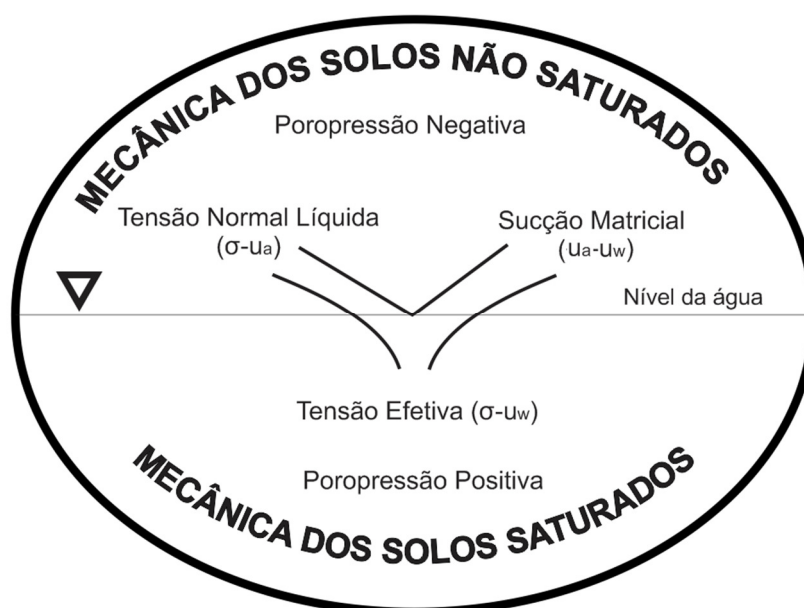 MECÂNICA DOS SOLOS NÃO SATURADOS
Poropressão Negativa
Tensão Normal Líquida
(σ-ua)
Sucção Matricial
(ua-uw)
Nível da água
Tensão Efetiva (σ-uw)
Poropressão Positiva
MECÂNICA DOS SOLOS SATURADOS